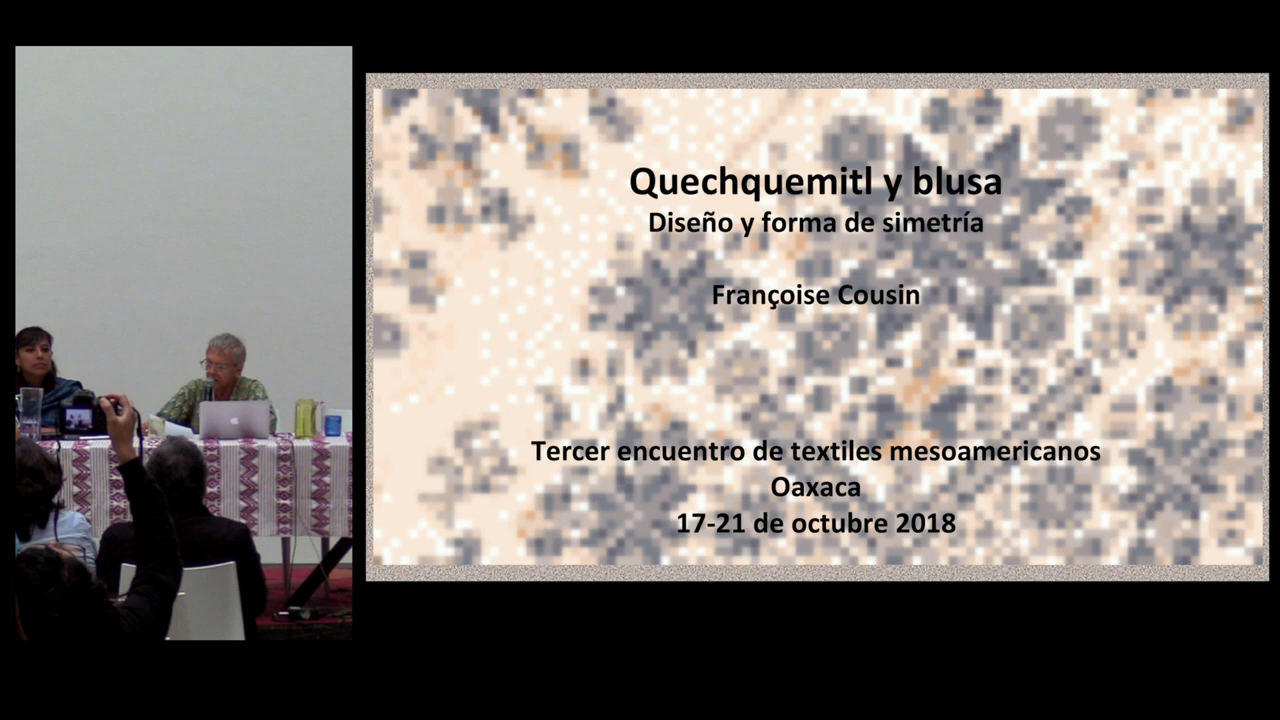 Quechquemitl y blusa
Diseño y forma de simetría
Françoise Cousin
Tercer encuentro de textiles mesoamericanos
Oaxaca
17-21 de octubre 2018